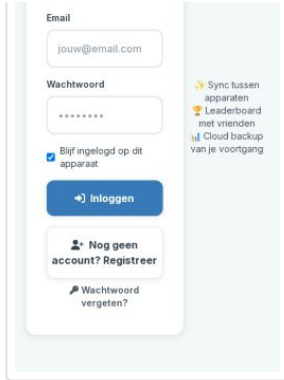 Email
jouw@email.com
Wachtwoord
••••••••
Blijf ingelogd op dit
apparaat
Inloggen
Nog geen
account? Registreer
Wachtwoord
vergeten?
✨ Sync tussen
apparaten
🏆 Leaderboard
met vrienden
📊 Cloud backup
van je voortgang